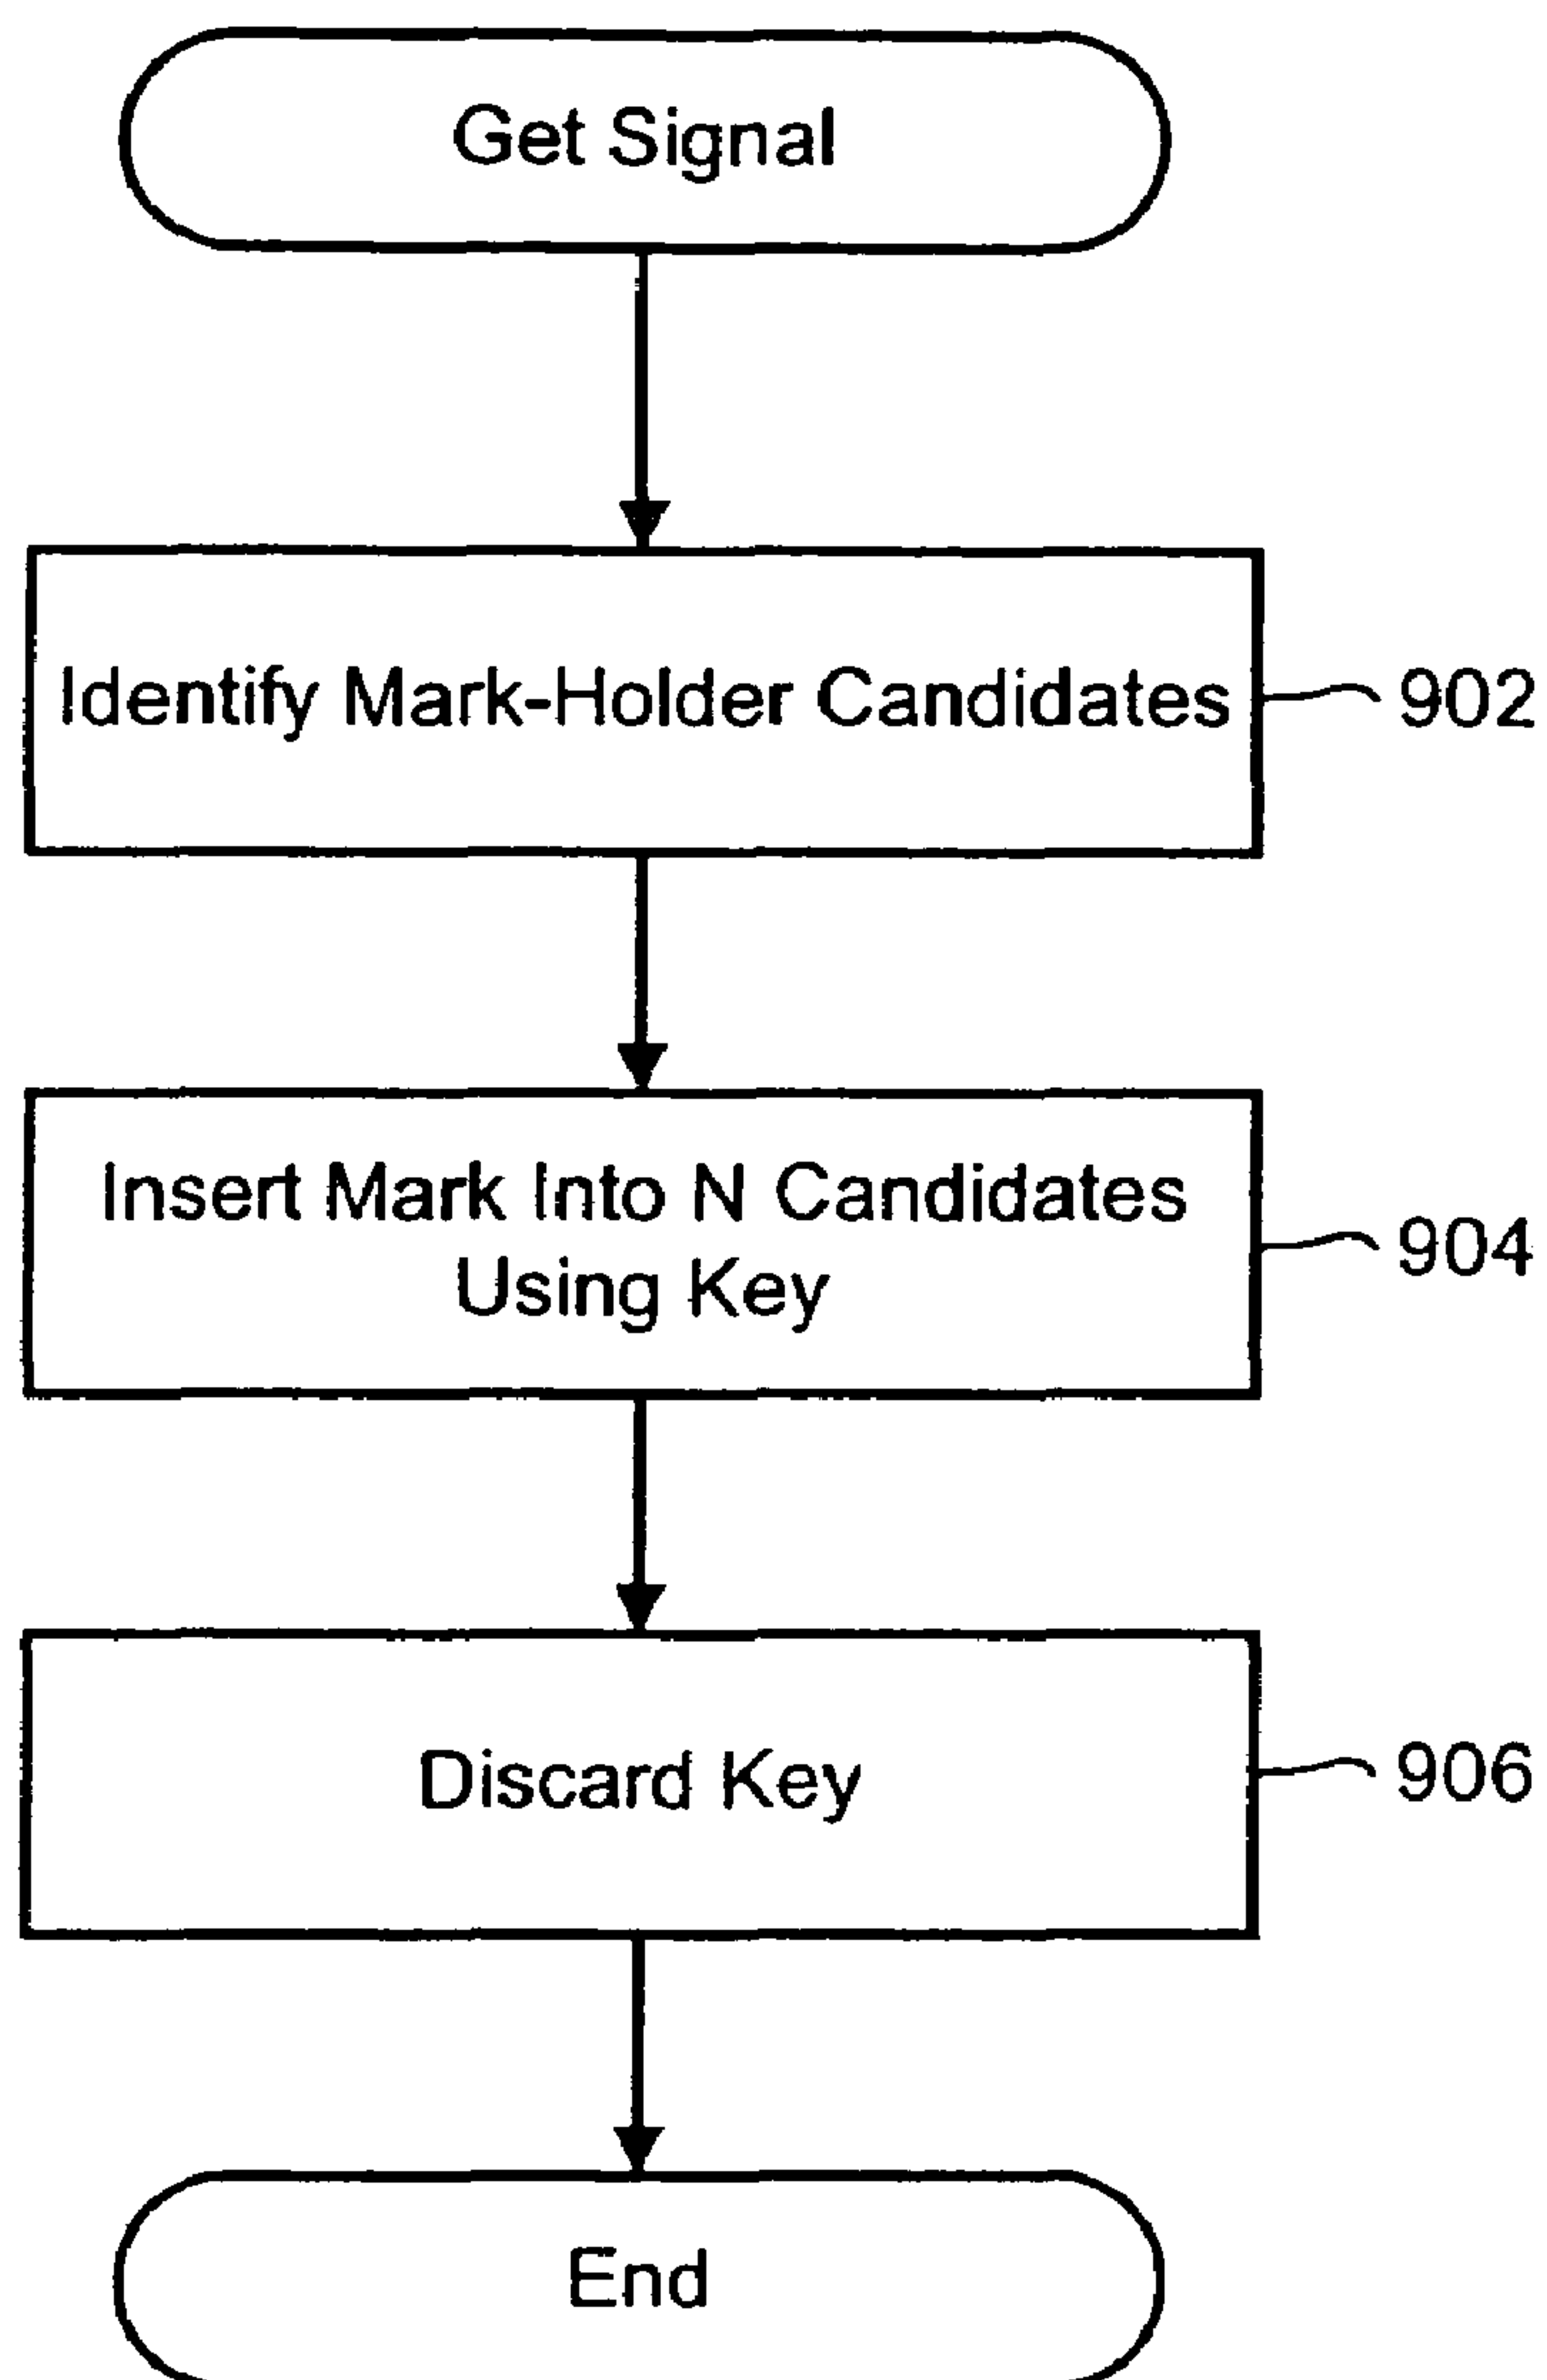 Get Signal
Identify Mark-Holder Candidates
902
Insert Mark Into N Candidates
Using Key
904
Discard Key
906
End